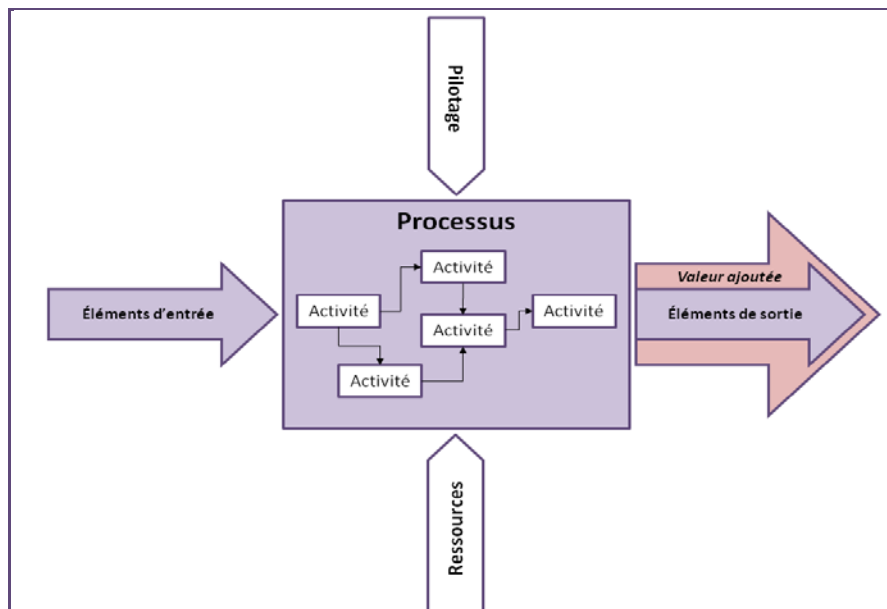 Pilotage
Processus
Activité
Activité
Activité
Activité
Activité
Éléments d'entrée
Valeur ajoutée
Éléments de sortie
Ressources